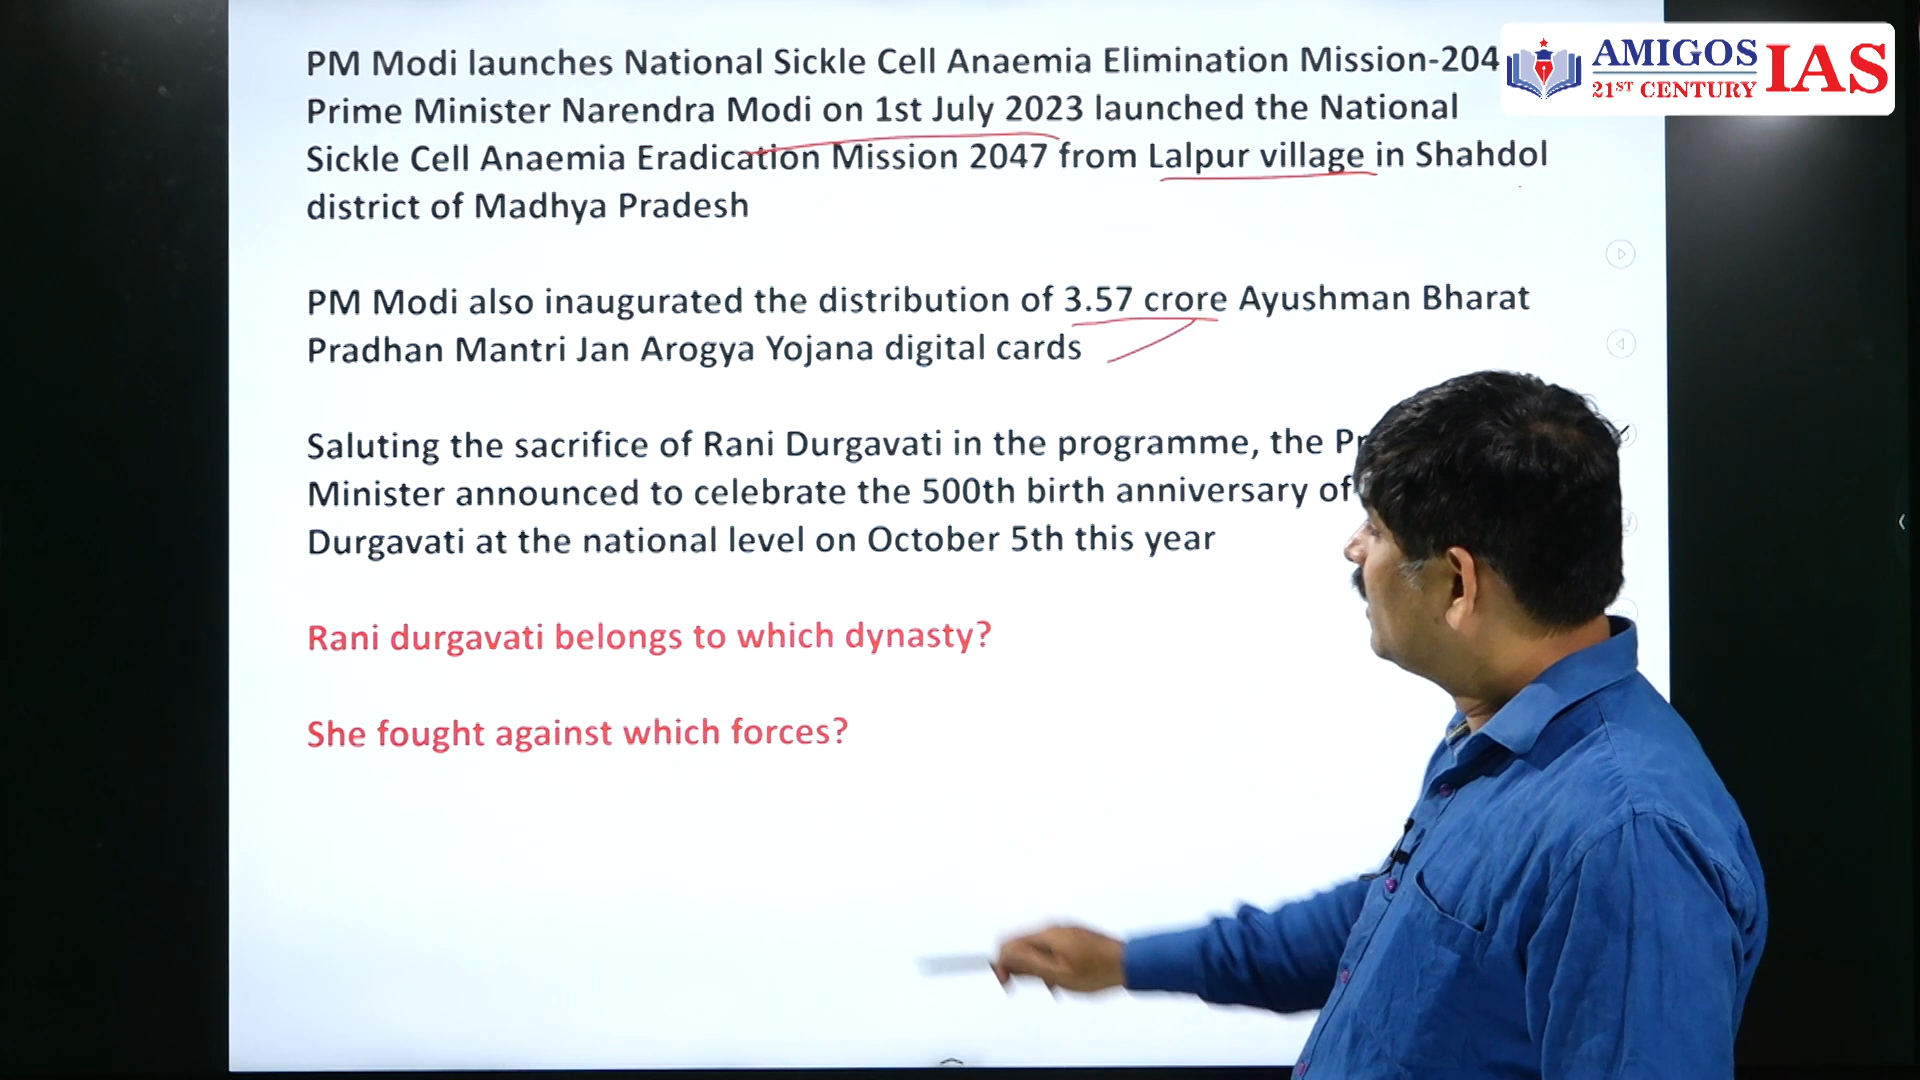 PM Modi launches National Sickle Cell Anaemia Elimination Mission-204
Prime Minister Narendra Modi on 1st July 2023 launched the National
Sickle Cell Anaemia Eradication Mission 2047 from Lalpur village in Shahdol
district of Madhya Pradesh
PM Modi also inaugurated the distribution of 3.57 crore Ayushman Bharat
Pradhan Mantri Jan Arogya Yojana digital cards
Saluting the sacrifice of Rani Durgavati in the programme, the Pr
Minister announced to celebrate the 500th birth anniversary of
Durgavati at the national level on October 5th this year
Rani durgavati belongs to which dynasty?
She fought against which forces?
AMIGOS
21ST CENTURY
IAS